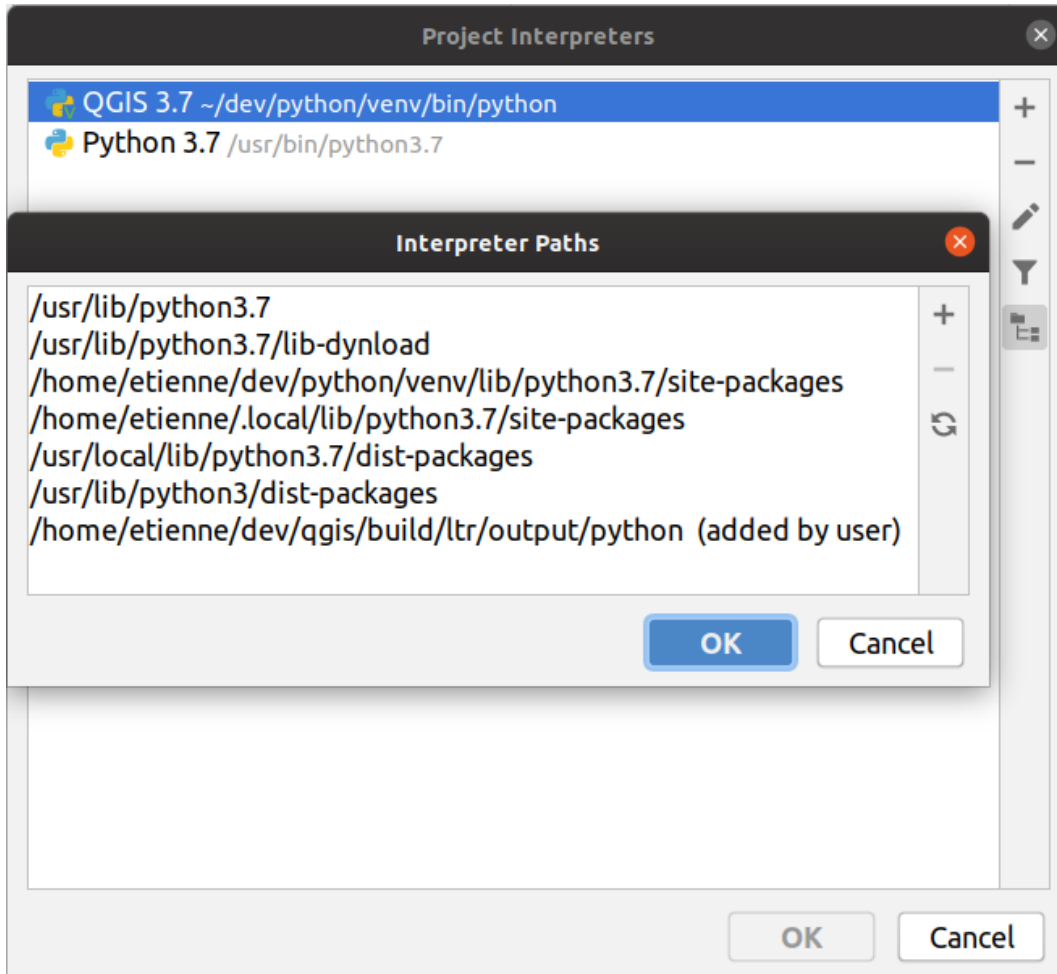 Project Interpreters
QGIS 3.7 ~/dev/python/venv/bin/python
Python 3.7 /usr/bin/python3.7
Interpreter Paths
/usr/lib/python3.7
/usr/lib/python3.7/lib-dynload
/home/etienne/dev/python/venv/lib/python3.7/site-packages
/home/etienne/.local/lib/python3.7/site-packages
/usr/local/lib/python3.7/dist-packages
/usr/lib/python3/dist-packages
/home/etienne/dev/qgis/build/ltr/output/python (added by user)
OK Cancel
OK Cancel